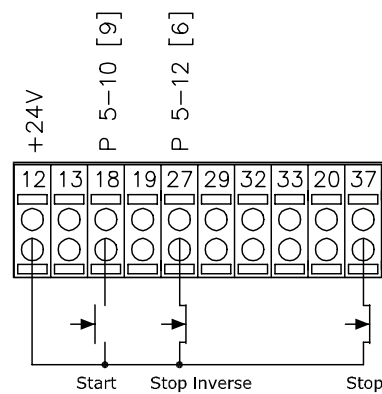 +24V
P 5-10 [9]
P 5-12 [6]
12 13 18 19 27 29 32 33 20 37
Start Stop Inverse Stop